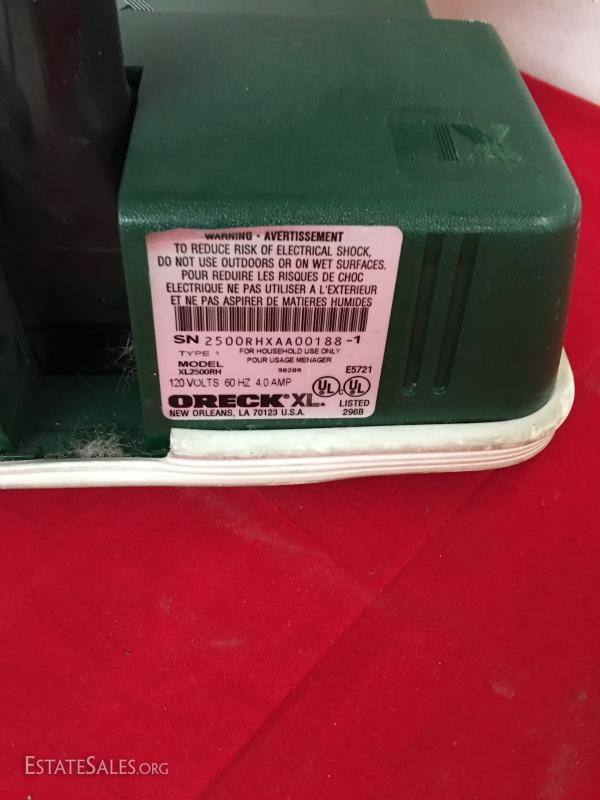 XL
WARNING • AVERTISSEMENT
TO REDUCE RISK OF ELECTRICAL SHOCK,
DO NOT USE OUTDOORS OR ON WET SURFACES.
POUR REDUIRE LES RISQUES DE CHOC
ELECTRIQUE NE PAS UTILISER A L'EXTERIEUR
ET NE PAS ASPIRER DE MATIERES HUMIDES
SN 2500RHXAA00188-1
TYPE 1 FOR HOUSEHOLD USE ONLY
POUR USAGE MENAGER
MODEL
XL2500RH 98209 E5721
120 VOLTS 60 HZ 4.0 AMP UL C UL
ORECK® XL. LISTED
NEW ORLEANS, LA 70123 U.S.A. 296B
ESTATESALES.ORG